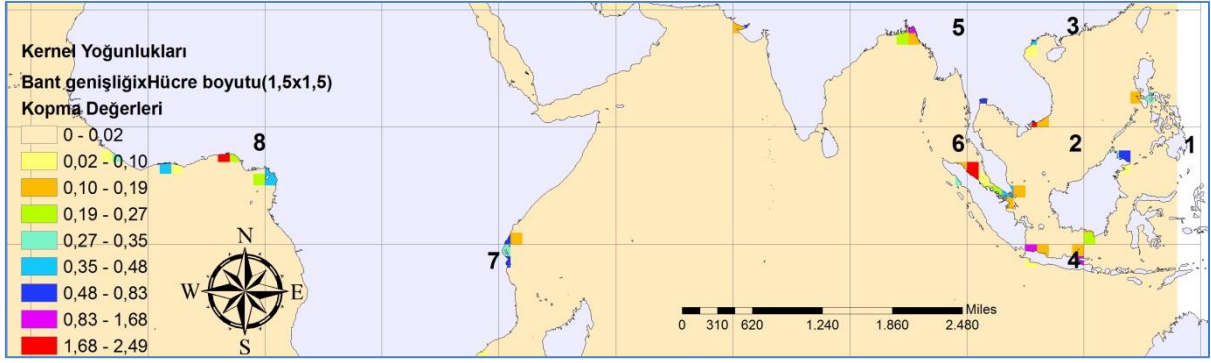 Kernel Yoğunlukları
Bant genişliğixHücre boyutu(1,5x1,5)
Kopma Değerleri
0 - 0.02
0,02 - 0,10
0,10 - 0,19
0,19 - 0,27
0,27 - 0,35
0,35 - 0,48
0,48 - 0,83
0,83 - 1,68
1,68 - 2,49
N
W E
S
8
7
5
3
6
2
1
4
Miles
0 310 620 1.240 1.860 2.480